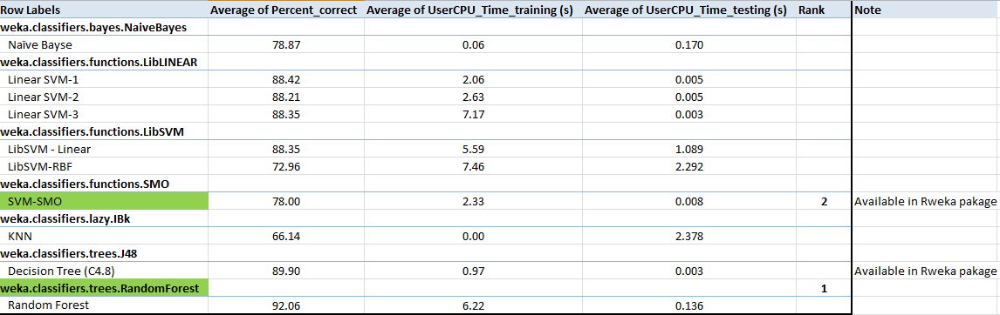 Row Labels Average of Percent_correct Average of UserCPU_Time_training (s) Average of UserCPU_Time_testing (s) Rank Note
weka.classifiers.bayes.NaiveBayes
Naïve Bayse 78.87 0.06 0.170
weka.classifiers.functions.LibLINEAR
Linear SVM-1 88.42 2.06 0.005
Linear SVM-2 88.21 2.63 0.005
Linear SVM-3 88.35 7.17 0.003
weka.classifiers.functions.LibSVM
LibSVM - Linear 88.35 5.59 1.089
LibSVM-RBF 72.96 7.46 2.292
weka.classifiers.functions.SMO
SVM-SMO 78.00 2.33 0.008 2 Available in Rweka pakage
weka.classifiers.lazy.IBk
KNN 66.14 0.00 2.378
weka.classifiers.trees.J48
Decision Tree (C4.8) 89.90 0.97 0.003 Available in Rweka pakage
weka.classifiers.trees.RandomForest 1
Random Forest 92.06 6.22 0.136